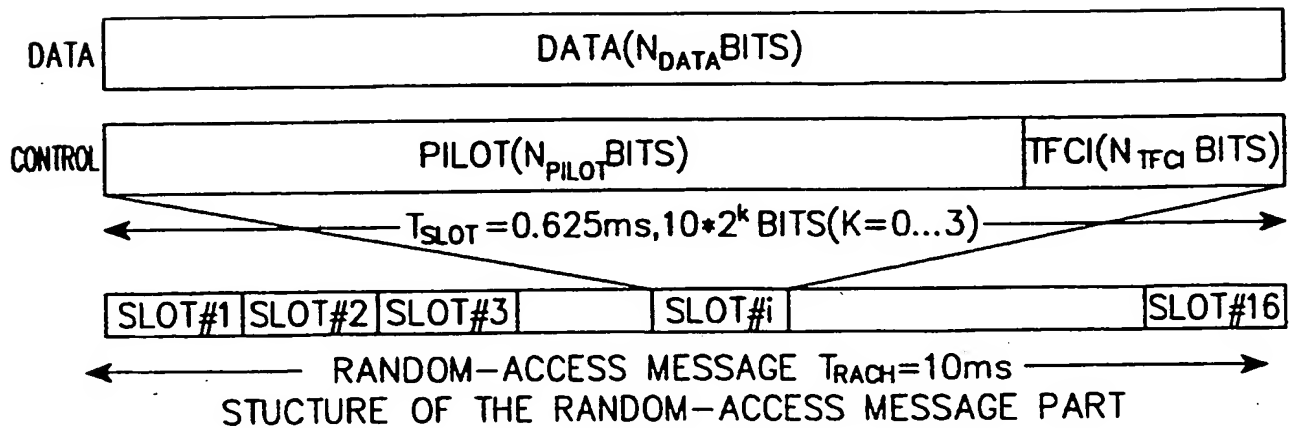 DATA DATA(N_DATA BITS)
CONTROL PILOT(N_PILOT BITS) TFCI(N_TFCI BITS)
T_SLOT=0.625ms,10*2^k BITS(K=0...3)
SLOT#1 SLOT#2 SLOT#3 SLOT#i SLOT#16
RANDOM-ACCESS MESSAGE T_RACH=10ms
STUCTURE OF THE RANDOM-ACCESS MESSAGE PART